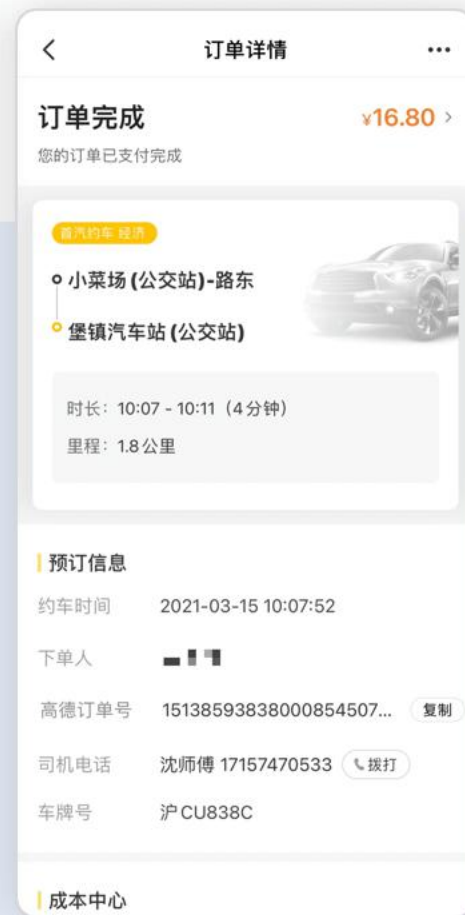 订单详情
订单完成 ¥16.80
您的订单已支付完成
首汽约车 经济
小菜场(公交站)-路东
堡镇汽车站(公交站)
时长：10:07 - 10:11（4分钟）
里程：1.8公里
预订信息
约车时间 2021-03-15 10:07:52
下单人
高德订单号 15138593838000854507... 复制
司机电话 沈师傅 17157470533 拨打
车牌号 沪CU838C
成本中心